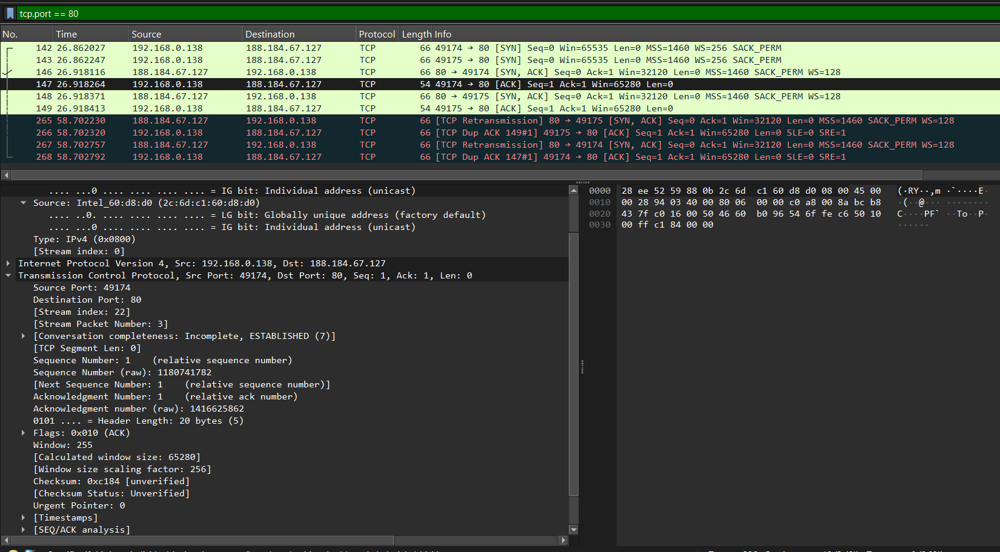 tcp.port == 80
No. Time Source Destination Protocol Length Info
142 26.862027 192.168.0.138 188.184.67.127 TCP 66 49174 → 80 [SYN] Seq=0 Win=65535 Len=0 MSS=1460 WS=256 SACK_PERM
143 26.862247 192.168.0.138 188.184.67.127 TCP 66 49175 → 80 [SYN] Seq=0 Win=65535 Len=0 MSS=1460 WS=256 SACK_PERM
146 26.918116 188.184.67.127 192.168.0.138 TCP 66 80 → 49174 [SYN, ACK] Seq=0 Ack=1 Win=32120 Len=0 MSS=1460 SACK_PERM WS=128
147 26.918264 192.168.0.138 188.184.67.127 TCP 54 49174 → 80 [ACK] Seq=1 Ack=1 Win=65280 Len=0
148 26.918371 188.184.67.127 192.168.0.138 TCP 66 80 → 49175 [SYN, ACK] Seq=0 Ack=1 Win=32120 Len=0 MSS=1460 SACK_PERM WS=128
149 26.918413 192.168.0.138 188.184.67.127 TCP 54 49175 → 80 [ACK] Seq=1 Ack=1 Win=65280 Len=0
265 58.702230 188.184.67.127 192.168.0.138 TCP 66 [TCP Retransmission] 80 → 49175 [SYN, ACK] Seq=0 Ack=1 Win=32120 Len=0 MSS=1460 SACK_PERM WS=128
266 58.702320 192.168.0.138 188.184.67.127 TCP 66 [TCP Dup ACK 149#1] 49175 → 80 [ACK] Seq=1 Ack=1 Win=65280 Len=0 SLE=0 SRE=1
267 58.702757 188.184.67.127 192.168.0.138 TCP 66 [TCP Retransmission] 80 → 49174 [SYN, ACK] Seq=0 Ack=1 Win=32120 Len=0 MSS=1460 SACK_PERM WS=128
268 58.702792 192.168.0.138 188.184.67.127 TCP 66 [TCP Dup ACK 147#1] 49174 → 80 [ACK] Seq=1 Ack=1 Win=65280 Len=0 SLE=0 SRE=1
.... ...0 .... .... .... .... = IG bit: Individual address (unicast)
Source: Intel_60:d8:d0 (2c:6d:c1:60:d8:d0)
.... ..0. .... .... .... .... = LG bit: Globally unique address (factory default)
.... ...0 .... .... .... .... = IG bit: Individual address (unicast)
Type: IPv4 (0x0800)
[Stream index: 0]
Internet Protocol Version 4, Src: 192.168.0.138, Dst: 188.184.67.127
Transmission Control Protocol, Src Port: 49174, Dst Port: 80, Seq: 1, Ack: 1, Len: 0
Source Port: 49174
Destination Port: 80
[Stream index: 22]
[Stream Packet Number: 3]
[Conversation completeness: Incomplete, ESTABLISHED (7)]
[TCP Segment Len: 0]
Sequence Number: 1 (relative sequence number)
Sequence Number (raw): 1180741782
[Next Sequence Number: 1 (relative sequence number)]
Acknowledgment Number: 1 (relative ack number)
Acknowledgment number (raw): 1416625862
0101 .... = Header Length: 20 bytes (5)
Flags: 0x010 (ACK)
Window: 255
[Calculated window size: 65280]
[Window size scaling factor: 256]
Checksum: 0xc184 [unverified]
[Checksum Status: Unverified]
Urgent Pointer: 0
[Timestamps]
[SEQ/ACK analysis]
0000 28 ee 52 59 88 0b 2c 6d c1 60 d8 d0 08 00 45 00 (·RY··,m ·`····E·
0010 00 28 94 03 40 00 80 06 00 00 c0 a8 00 8a bc b8 ·(··@··· ········
0020 43 7f c0 16 00 50 46 60 b0 96 54 6f fe c6 50 10 C····PF` ··To··P·
0030 00 ff c1 84 00 00 ······